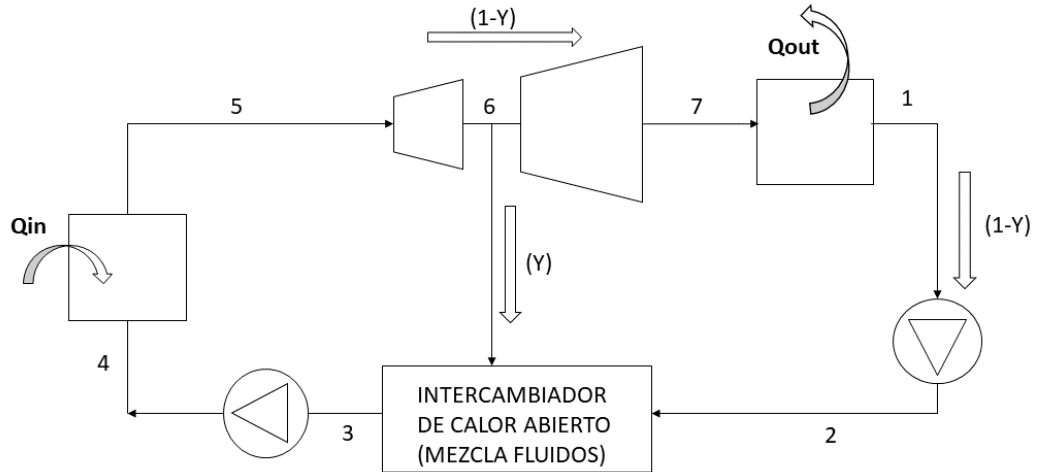 (1-Y)
Qout
5
6
7
1
Qin
(Y)
(1-Y)
4
INTERCAMBIADOR
DE CALOR ABIERTO
(MEZCLA FLUIDOS)
3
2